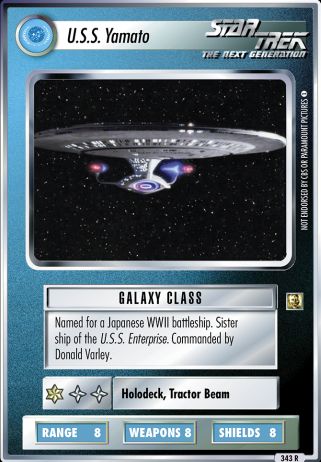 U.S.S. Yamato
STAR TREK
THE NEXT GENERATION
NOT ENDORSED BY CBS OR PARAMOUNT PICTURES
GALAXY CLASS
Named for a Japanese WWII battleship. Sister
ship of the U.S.S. Enterprise. Commanded by
Donald Varley.
Holodeck, Tractor Beam
RANGE 8 WEAPONS 8 SHIELDS 8
343 R